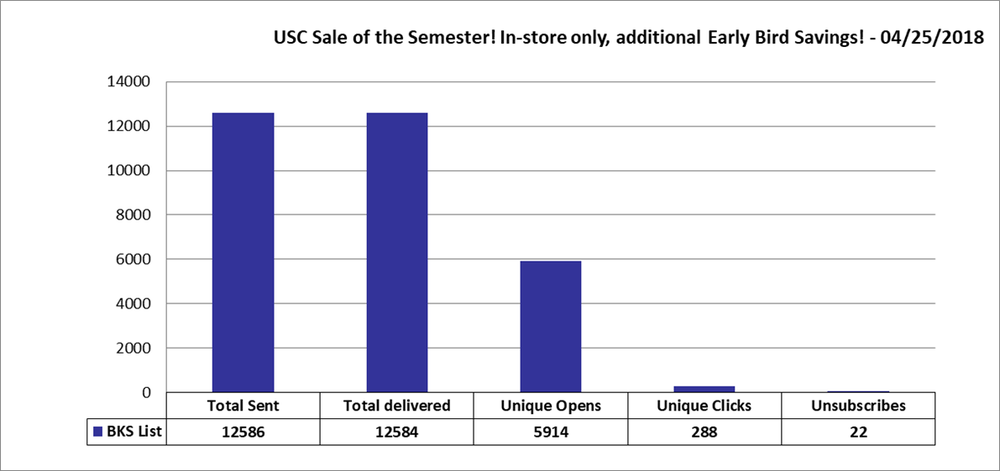 USC Sale of the Semester! In-store only, additional Early Bird Savings! - 04/25/2018
14000
12000
10000
8000
6000
4000
2000
0
Total Sent Total delivered Unique Opens Unique Clicks Unsubscribes
BKS List 12586 12584 5914 288 22